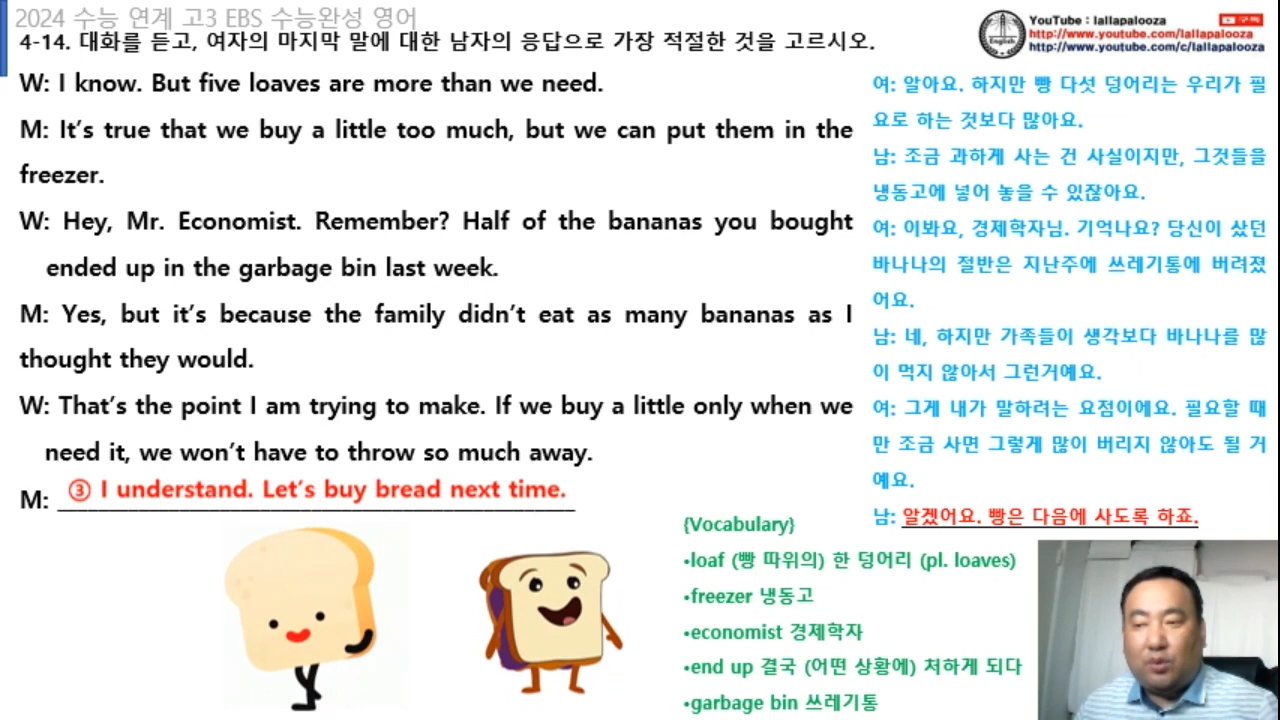 2024 수능 연계 고3 EBS 수능완성 영어
4-14. 대화를 듣고, 여자의 마지막 말에 대한 남자의 응답으로 가장 적절한 것을 고르시오.
English
YouTube : lallapalooza
구독
http://www.youtube.com/lallapalooza
http://www.youtube.com/c/lallapalooza
W: I know. But five loaves are more than we need.
M: It's true that we buy a little too much, but we can put them in the
freezer.
W: Hey, Mr. Economist. Remember? Half of the bananas you bought
ended up in the garbage bin last week.
M: Yes, but it's because the family didn't eat as many bananas as I
thought they would.
W: That's the point I am trying to make. If we buy a little only when we
need it, we won't have to throw so much away.
M: ③ I understand. Let's buy bread next time.
여: 알아요. 하지만 빵 다섯 덩어리는 우리가 필
요로 하는 것보다 많아요.
남: 조금 과하게 사는 건 사실이지만, 그것들을
냉동고에 넣어 놓을 수 있잖아요.
여: 이봐요, 경제학자님. 기억나요? 당신이 샀던
바나나의 절반은 지난주에 쓰레기통에 버려졌
어요.
남: 네, 하지만 가족들이 생각보다 바나나를 많
이 먹지 않아서 그런거예요.
여: 그게 내가 말하려는 요점이에요. 필요할 때
만 조금 사면 그렇게 많이 버리지 않아도 될 거
예요.
남: 알겠어요. 빵은 다음에 사도록 하죠.
{Vocabulary}
•loaf (빵 따위의) 한 덩어리 (pl. loaves)
•freezer 냉동고
•economist 경제학자
•end up 결국 (어떤 상황에) 처하게 되다
•garbage bin 쓰레기통